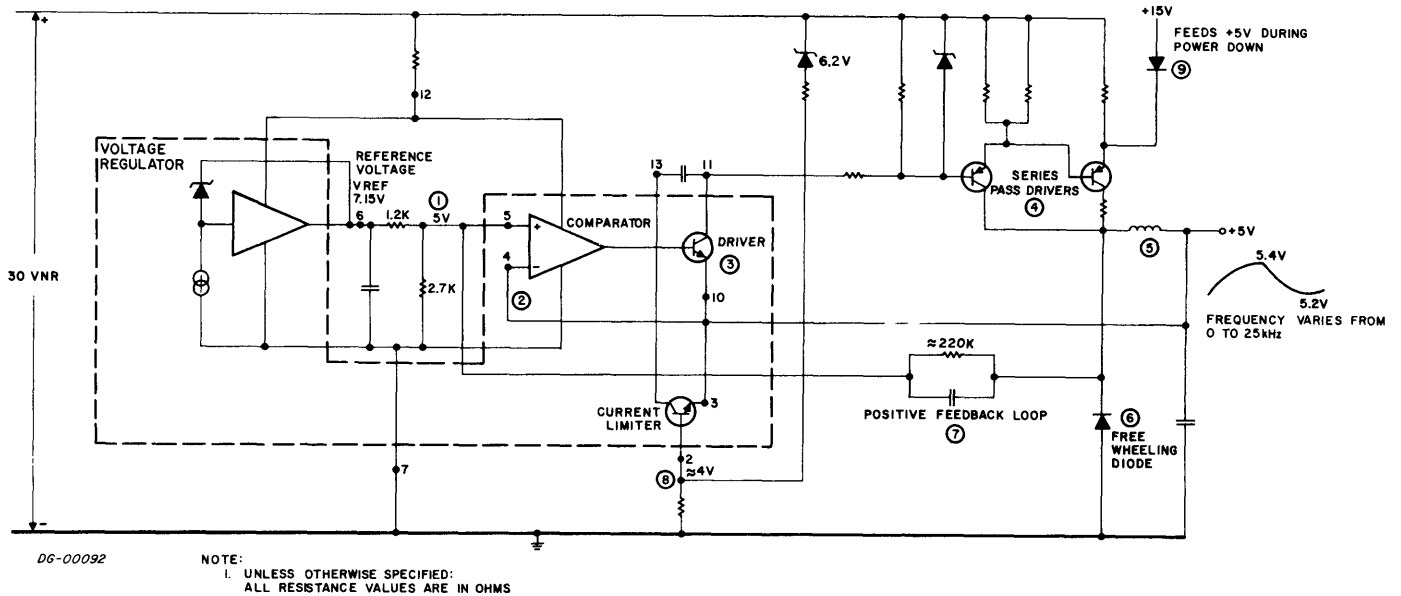 +
30 VNR
-
12
VOLTAGE
REGULATOR
REFERENCE
VOLTAGE
VREF
7.15V
6
1.2K
①
5V
2.7K
5
+
4
-
②
COMPARATOR
13
11
DRIVER
③
10
3
CURRENT
LIMITER
2
⑧
≈4V
7
6.2V
SERIES
PASS DRIVERS
④
+15V
FEEDS +5V DURING
POWER DOWN
⑨
⑤
+5V
5.4V
5.2V
FREQUENCY VARIES FROM
0 TO 25kHz
≈220K
POSITIVE FEEDBACK LOOP
⑦
⑥
FREE
WHEELING
DIODE
DG-00092
NOTE:
1. UNLESS OTHERWISE SPECIFIED:
ALL RESISTANCE VALUES ARE IN OHMS